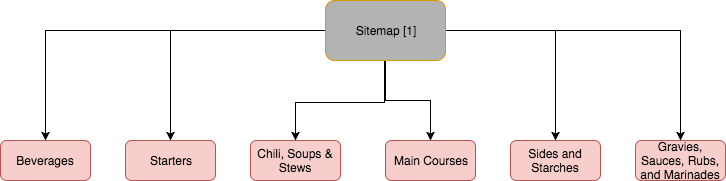 Sitemap [1]
Beverages
Starters
Chili, Soups &
Stews
Main Courses
Sides and
Starches
Gravies,
Sauces, Rubs,
and Marinades